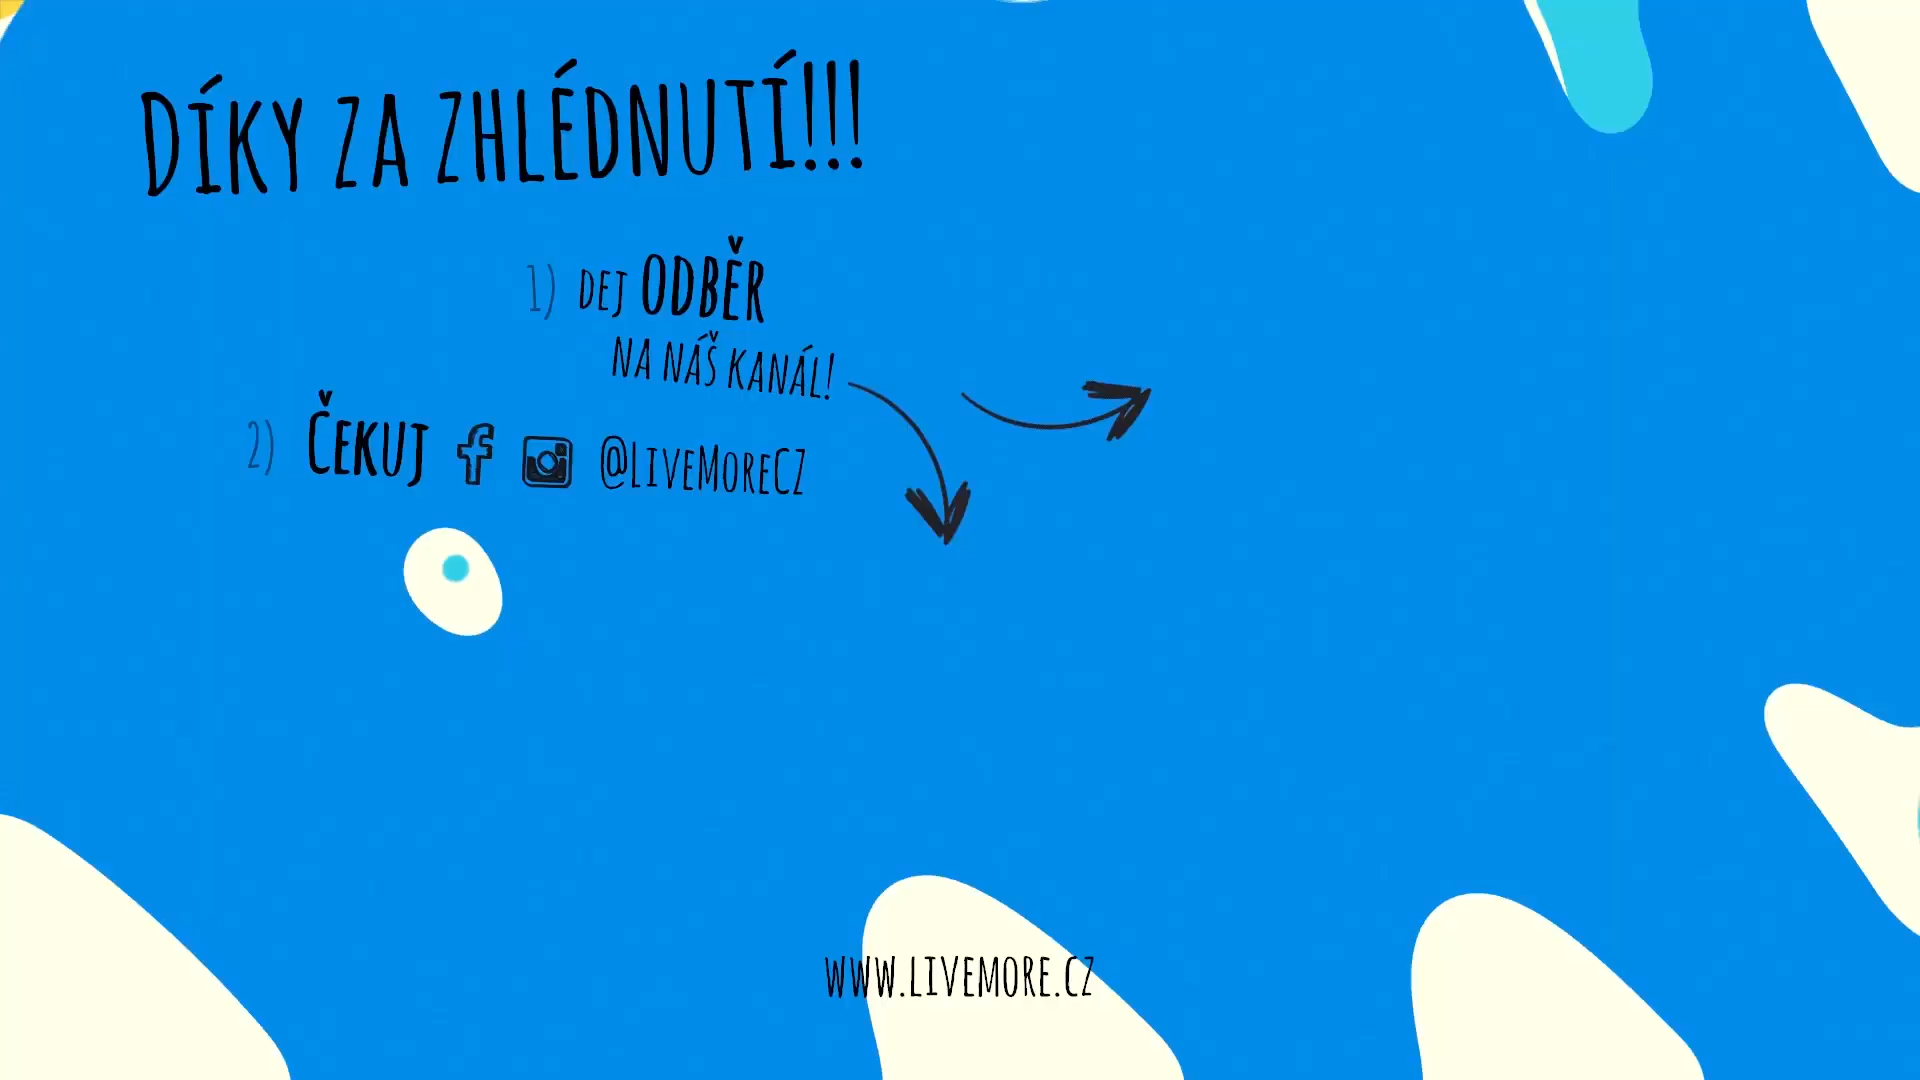 DÍKY ZA ZHLÉDNUTÍ!!!
1) DEJ ODBĚR
NA NÁŠ KANÁL!
2) ČEKUJ @LIVEMORECZ
WWW.LIVEMORE.CZ